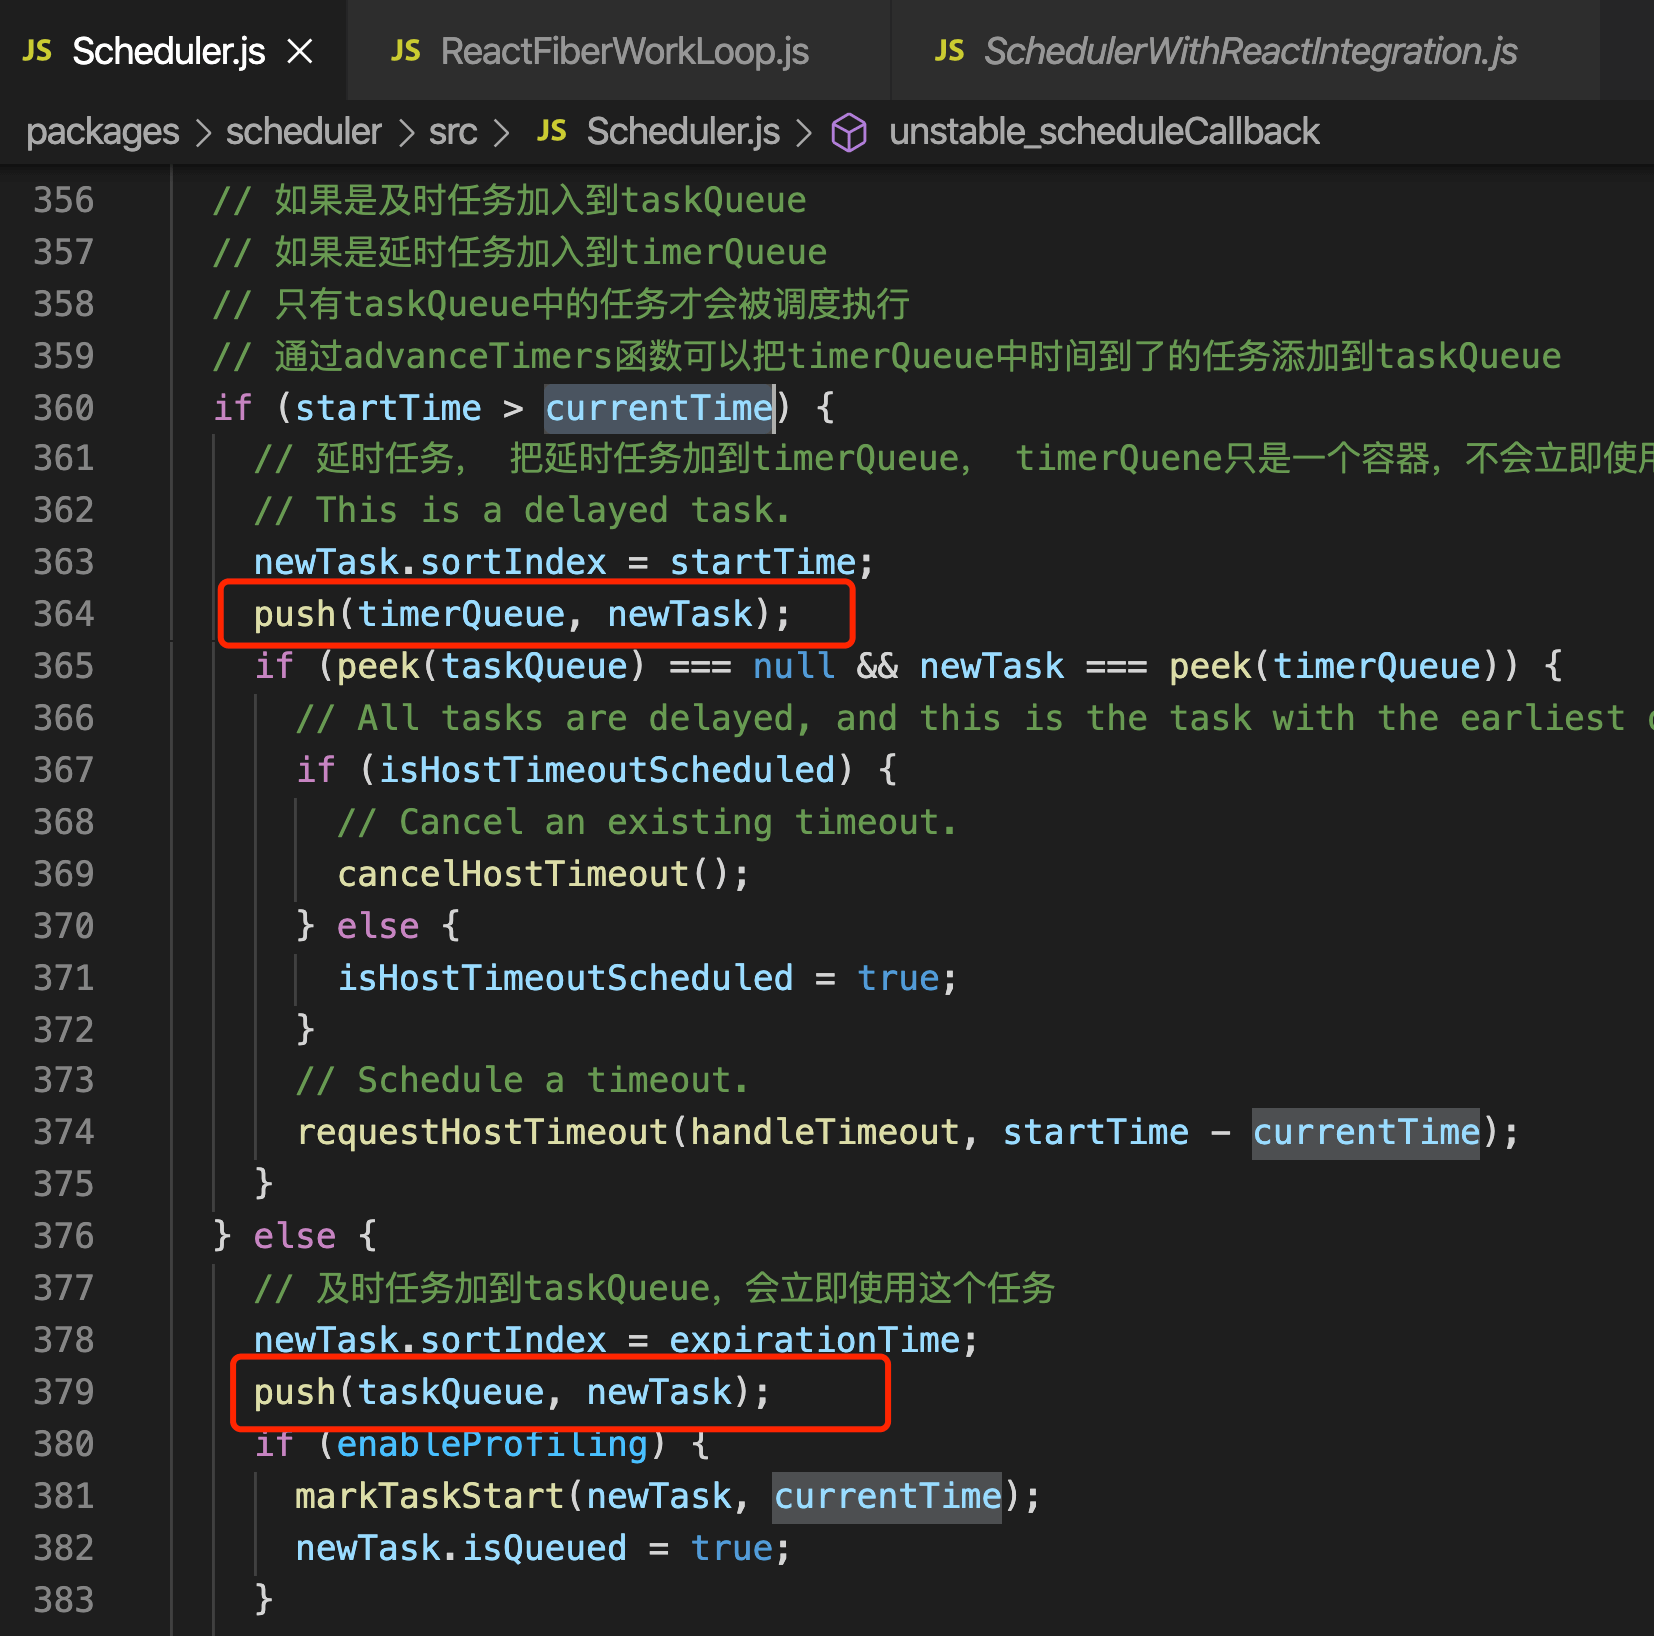 JS Scheduler.js × JS ReactFiberWorkLoop.js JS SchedulerWithReactIntegration.js
packages > scheduler > src > JS Scheduler.js > unstable_scheduleCallback
356 // 如果是及时任务加入到taskQueue
357 // 如果是延时任务加入到timerQueue
358 // 只有taskQueue中的任务才会被调度执行
359 // 通过advanceTimers函数可以把timerQueue中时间到了的任务添加到taskQueue
360 if (startTime > currentTime) {
361 // 延时任务， 把延时任务加到timerQueue， timerQuene只是一个容器，不会立即使用
362 // This is a delayed task.
363 newTask.sortIndex = startTime;
364 push(timerQueue, newTask);
365 if (peek(taskQueue) === null && newTask === peek(timerQueue)) {
366 // All tasks are delayed, and this is the task with the earliest
367 if (isHostTimeoutScheduled) {
368 // Cancel an existing timeout.
369 cancelHostTimeout();
370 } else {
371 isHostTimeoutScheduled = true;
372 }
373 // Schedule a timeout.
374 requestHostTimeout(handleTimeout, startTime - currentTime);
375 }
376 } else {
377 // 及时任务加到taskQueue，会立即使用这个任务
378 newTask.sortIndex = expirationTime;
379 push(taskQueue, newTask);
380 if (enableProfiling) {
381 markTaskStart(newTask, currentTime);
382 newTask.isQueued = true;
383 }